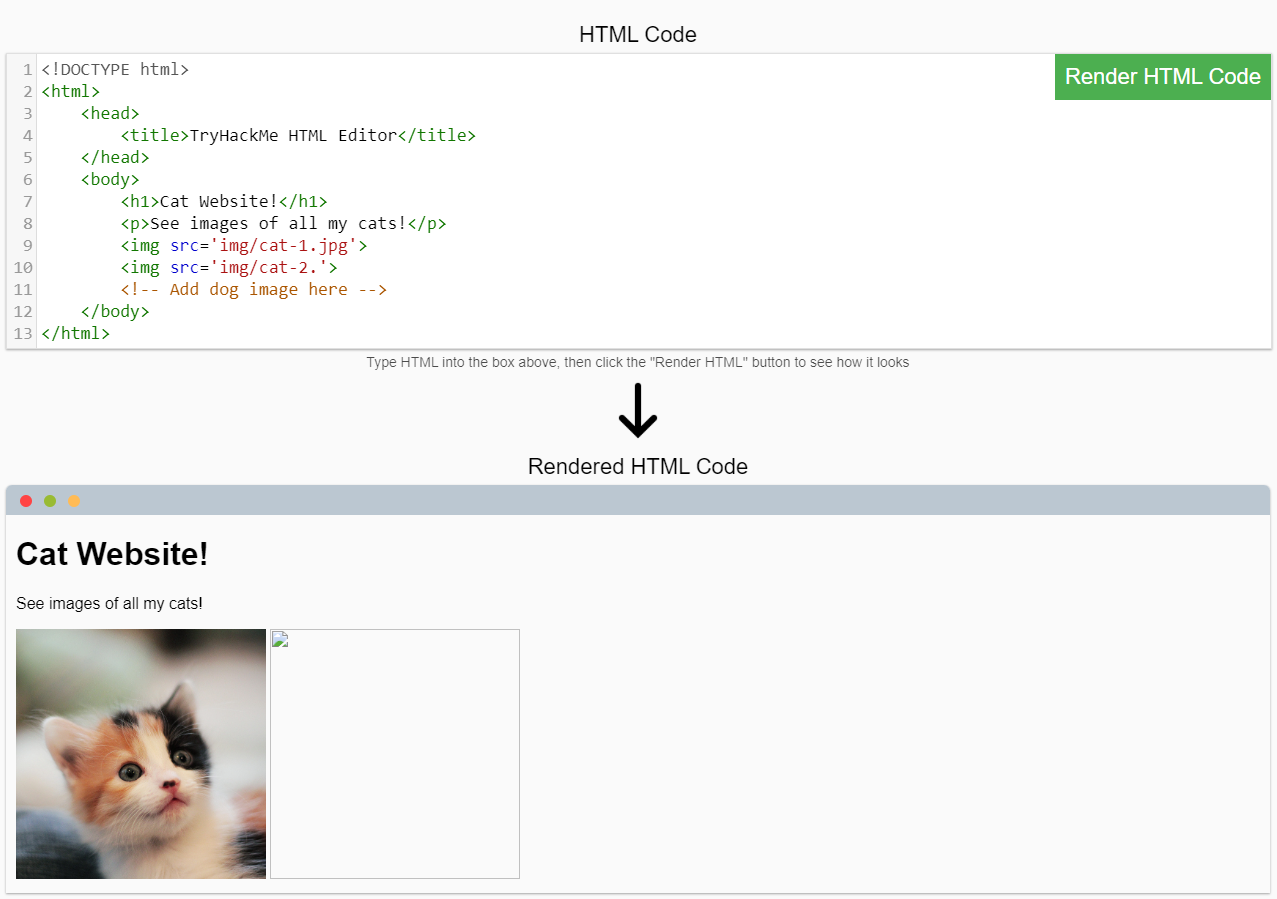 HTML Code
Render HTML Code
1 <!DOCTYPE html>
2 <html>
3     <head>
4         <title>TryHackMe HTML Editor</title>
5     </head>
6     <body>
7         <h1>Cat Website!</h1>
8         <p>See images of all my cats!</p>
9         <img src='img/cat-1.jpg'>
10         <img src='img/cat-2.'>
11         <!-- Add dog image here -->
12     </body>
13 </html>
Type HTML into the box above, then click the "Render HTML" button to see how it looks
Rendered HTML Code
Cat Website!
See images of all my cats!